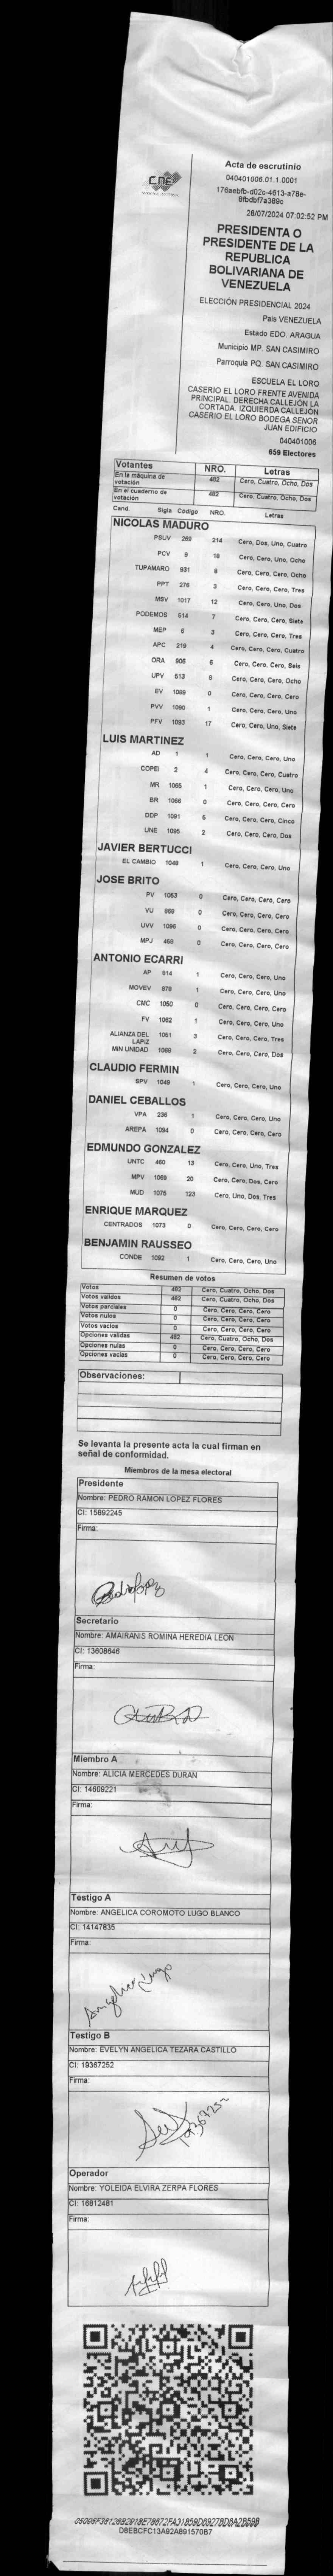 CNE
Acta de escrutinio
040401006.01.1.0001
176aebfb-d02c-4613-a78e-
8fbdbf7a389c
28/07/2024 07:02:52 PM
PRESIDENTA O
PRESIDENTE DE LA
REPUBLICA
BOLIVARIANA DE
VENEZUELA
ELECCIÓN PRESIDENCIAL 2024
Pais VENEZUELA
Estado EDO. ARAGUA
Municipio MP. SAN CASIMIRO
Parroquia PQ. SAN CASIMIRO
ESCUELA EL LORO
CASERIO EL LORO FRENTE AVENIDA
PRINCIPAL. DERECHA CALLEJÓN LA
CORTADA. IZQUIERDA CALLEJÓN
CASERIO EL LORO BODEGA SENOR
JUAN EDIFICIO
040401006
659 Electores
Votantes NRO. Letras
En la máquina de votación 482 Cero, Cuatro, Ocho, Dos
En el cuaderno de votación 482 Cero, Cuatro, Ocho, Dos
Cand. Sigla Código NRO. Letras
NICOLAS MADURO
PSUV 269 214 Cero, Dos, Uno, Cuatro
PCV 9 18 Cero, Cero, Uno, Ocho
TUPAMARO 931 8 Cero, Cero, Cero, Ocho
PPT 276 3 Cero, Cero, Cero, Tres
MSV 1017 12 Cero, Cero, Uno, Dos
PODEMOS 514 7 Cero, Cero, Cero, Siete
MEP 6 3 Cero, Cero, Cero, Tres
APC 219 4 Cero, Cero, Cero, Cuatro
ORA 906 6 Cero, Cero, Cero, Seis
UPV 513 8 Cero, Cero, Cero, Ocho
EV 1089 0 Cero, Cero, Cero, Cero
PVV 1090 1 Cero, Cero, Cero, Uno
PFV 1093 17 Cero, Cero, Uno, Siete
LUIS MARTINEZ
AD 1 1 Cero, Cero, Cero, Uno
COPEI 2 4 Cero, Cero, Cero, Cuatro
MR 1065 1 Cero, Cero, Cero, Uno
BR 1066 0 Cero, Cero, Cero, Cero
DDP 1091 5 Cero, Cero, Cero, Cinco
UNE 1095 2 Cero, Cero, Cero, Dos
JAVIER BERTUCCI
EL CAMBIO 1048 1 Cero, Cero, Cero, Uno
JOSE BRITO
PV 1053 0 Cero, Cero, Cero, Cero
VU 868 0 Cero, Cero, Cero, Cero
UVV 1096 0 Cero, Cero, Cero, Cero
MPJ 468 0 Cero, Cero, Cero, Cero
ANTONIO ECARRI
AP 614 1 Cero, Cero, Cero, Uno
MOVEV 879 1 Cero, Cero, Cero, Uno
CMC 1050 0 Cero, Cero, Cero, Cero
FV 1062 1 Cero, Cero, Cero, Uno
ALIANZA DEL LAPIZ 1051 3 Cero, Cero, Cero, Tres
MIN UNIDAD 1068 2 Cero, Cero, Cero, Dos
CLAUDIO FERMIN
SPV 1049 1 Cero, Cero, Cero, Uno
DANIEL CEBALLOS
VPA 236 1 Cero, Cero, Cero, Uno
AREPA 1094 0 Cero, Cero, Cero, Cero
EDMUNDO GONZALEZ
UNTC 460 13 Cero, Cero, Uno, Tres
MPV 1069 20 Cero, Cero, Dos, Cero
MUD 1075 123 Cero, Uno, Dos, Tres
ENRIQUE MARQUEZ
CENTRADOS 1073 0 Cero, Cero, Cero, Cero
BENJAMIN RAUSSEO
CONDE 1092 1 Cero, Cero, Cero, Uno
Resumen de votos
Votos 482 Cero, Cuatro, Ocho, Dos
Votos validos 482 Cero, Cuatro, Ocho, Dos
Votos parciales 0 Cero, Cero, Cero, Cero
Votos nulos 0 Cero, Cero, Cero, Cero
Votos vacíos 0 Cero, Cero, Cero, Cero
Opciones validas 482 Cero, Cuatro, Ocho, Dos
Opciones nulas 0 Cero, Cero, Cero, Cero
Opciones vacías 0 Cero, Cero, Cero, Cero
Observaciones:
Se levanta la presente acta la cual firman en
señal de conformidad.
Miembros de la mesa electoral
Presidente
Nombre: PEDRO RAMON LOPEZ FLORES
CI: 15892245
Firma:
Secretario
Nombre: AMAIRANIS ROMINA HEREDIA LEON
CI: 13608646
Firma:
Miembro A
Nombre: ALICIA MERCEDES DURAN
CI: 14609221
Firma:
Testigo A
Nombre: ANGELICA COROMOTO LUGO BLANCO
CI: 14147835
Firma:
Angelica Lugo
Testigo B
Nombre: EVELYN ANGELICA TEZARA CASTILLO
CI: 19367252
Firma:
19367252
Operador
Nombre: YOLEIDA ELVIRA ZERPA FLORES
CI: 16812481
Firma:
D8EBCFC13A92A891570B7